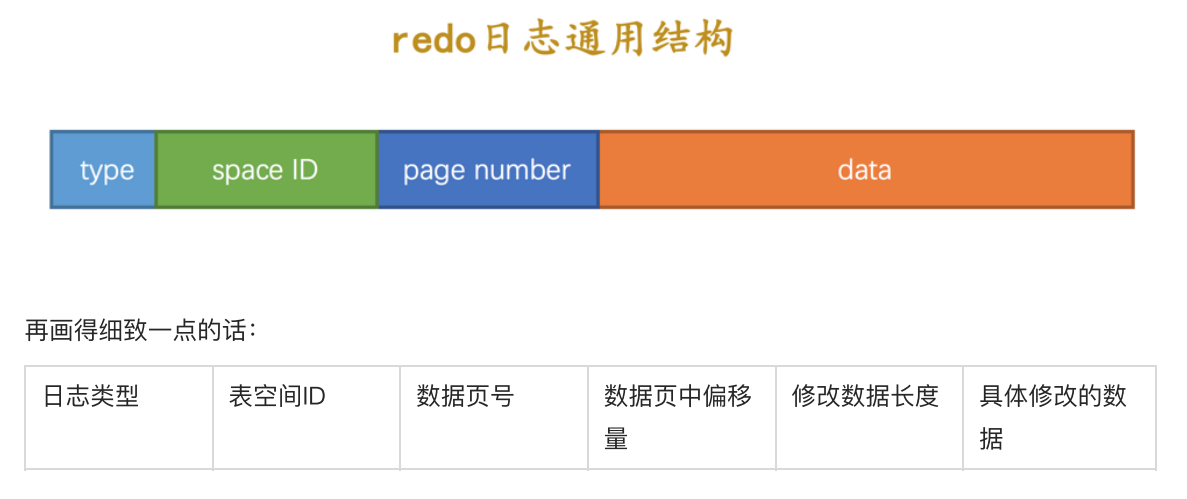 redo日志通用结构
type space ID page number data
再画得细致一点的话：
日志类型 表空间ID 数据页号 数据页中偏移 修改数据长度 具体修改的数
量 据